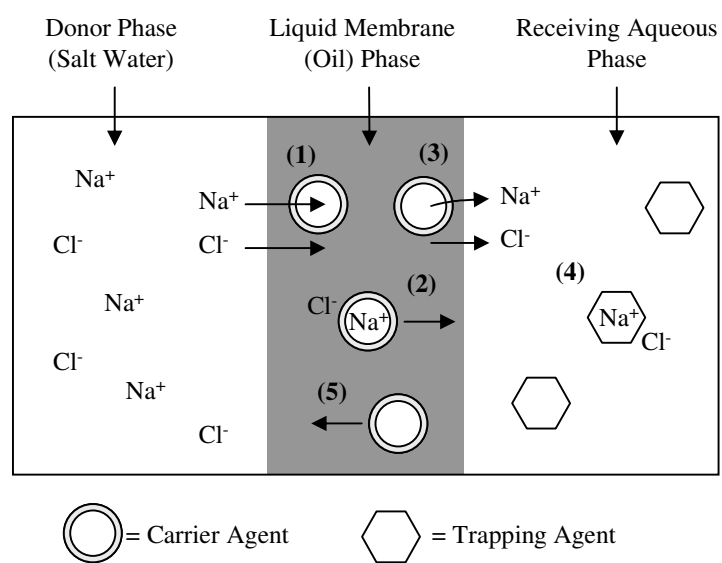 Donor Phase
(Salt Water)
Liquid Membrane
(Oil) Phase
Receiving Aqueous
Phase
(1)
(3)
Na⁺
Na⁺
Na⁺
Cl⁻
Cl⁻
Cl⁻
(2)
(4)
Na⁺
Cl⁻
Na⁺
Na⁺
Cl⁻
Cl⁻
Na⁺
(5)
Cl⁻
= Carrier Agent
= Trapping Agent